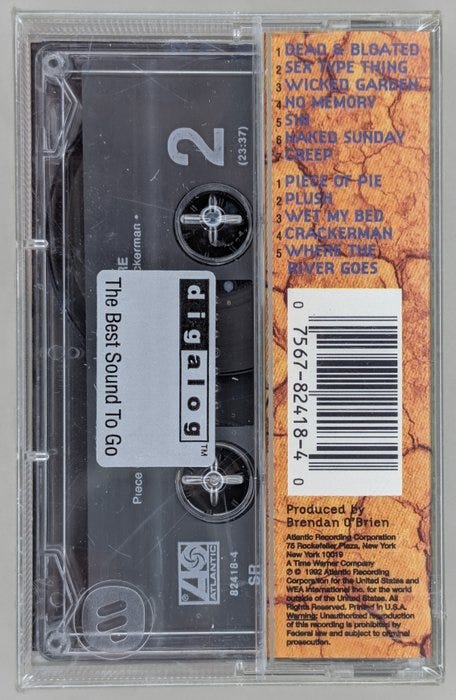 1 DEAD & BLOATED
2 SEX TYPE THING
3 WICKED GARDEN
4 NO MEMORY
5 SIN
6 NAKED SUNDAY
7 CREEP
1 PIECE OF PIE
2 PLUSH
3 WET MY BED
4 CRACKERMAN
5 WHERE THE
RIVER GOES
0 7567-82418-4 0
Produced by
Brendan O'Brien
Atlantic Recording Corporation
75 Rockefeller Plaza, New York
New York 10019
A Time Warner Company
℗ © 1992 Atlantic Recording
Corporation for the United States and
WEA International Inc. for the world
outside of the United States. All
Rights Reserved. Printed in U.S.A.
Warning: Unauthorized reproduction
of this recording is prohibited by
Federal law and subject to criminal
prosecution.
2
(23:37)
ckerman •
Piece
digalog™
The Best Sound To Go
ATLANTIC
82418-4
SR